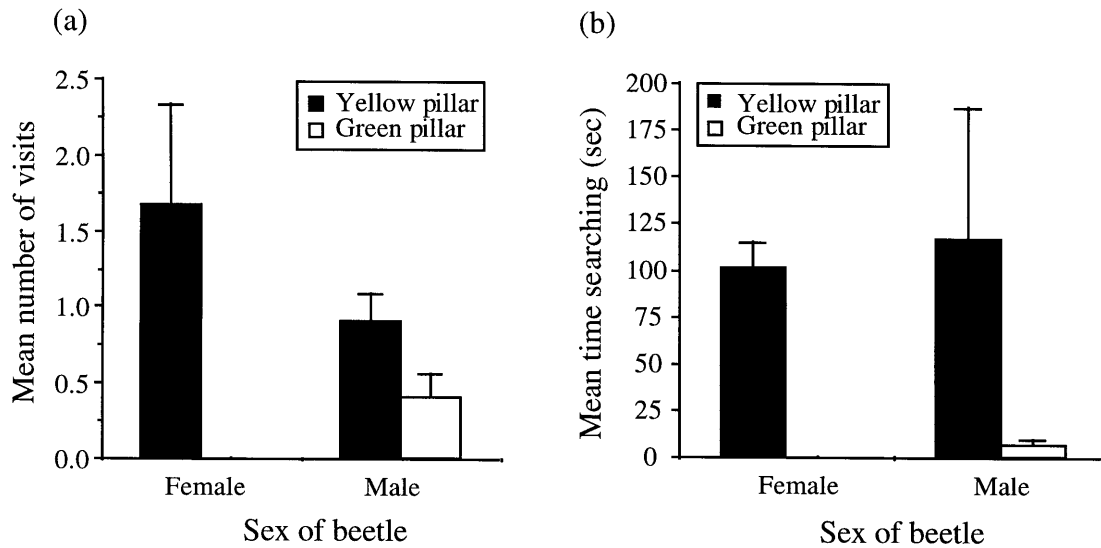 (a)
2.5
2.0
1.5
1.0
0.5
0.0
Mean number of visits
Yellow pillar
Green pillar
Female
Male
Sex of beetle
(b)
200
175
150
125
100
75
50
25
0
Mean time searching (sec)
Yellow pillar
Green pillar
Female
Male
Sex of beetle